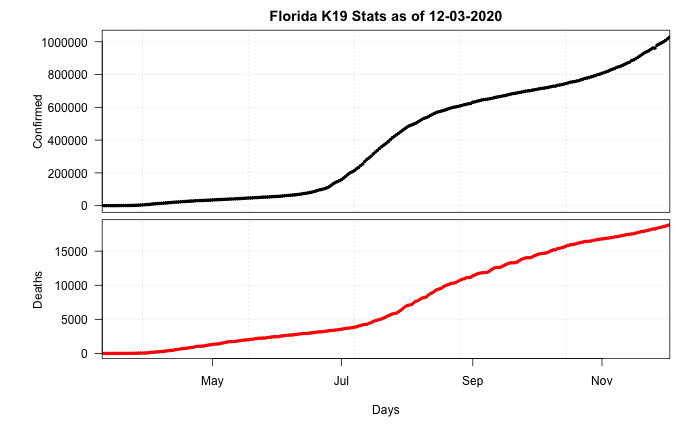 Florida K19 Stats as of 12-03-2020
1000000
800000
600000
400000
200000
0
Confirmed
15000
10000
5000
0
Deaths
May Jul Sep Nov
Days